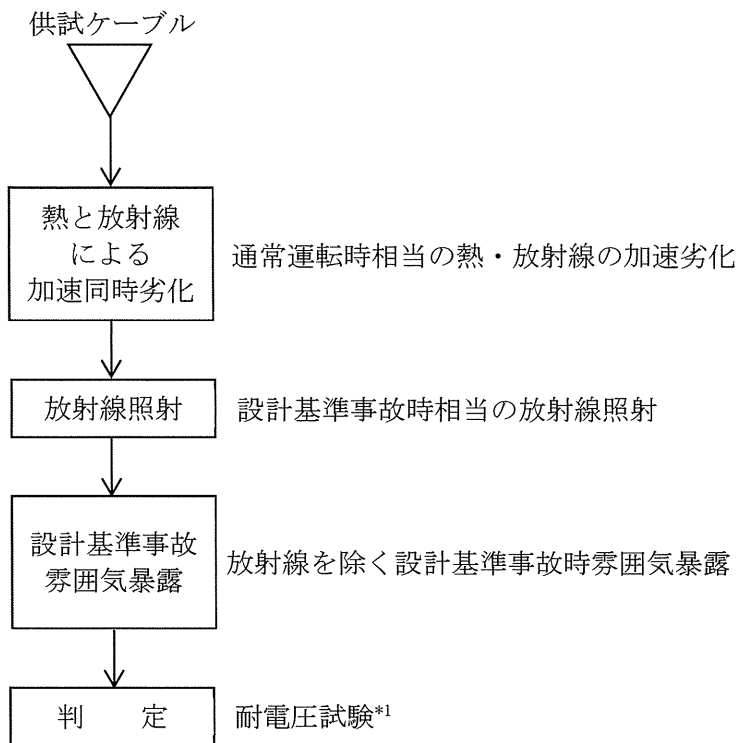 供試ケーブル
熱と放射線
による
加速同時劣化
通常運転時相当の熱・放射線の加速劣化
放射線照射
設計基準事故時相当の放射線照射
設計基準事故
雰囲気暴露
放射線を除く設計基準事故時雰囲気暴露
判　　定
耐電圧試験*1